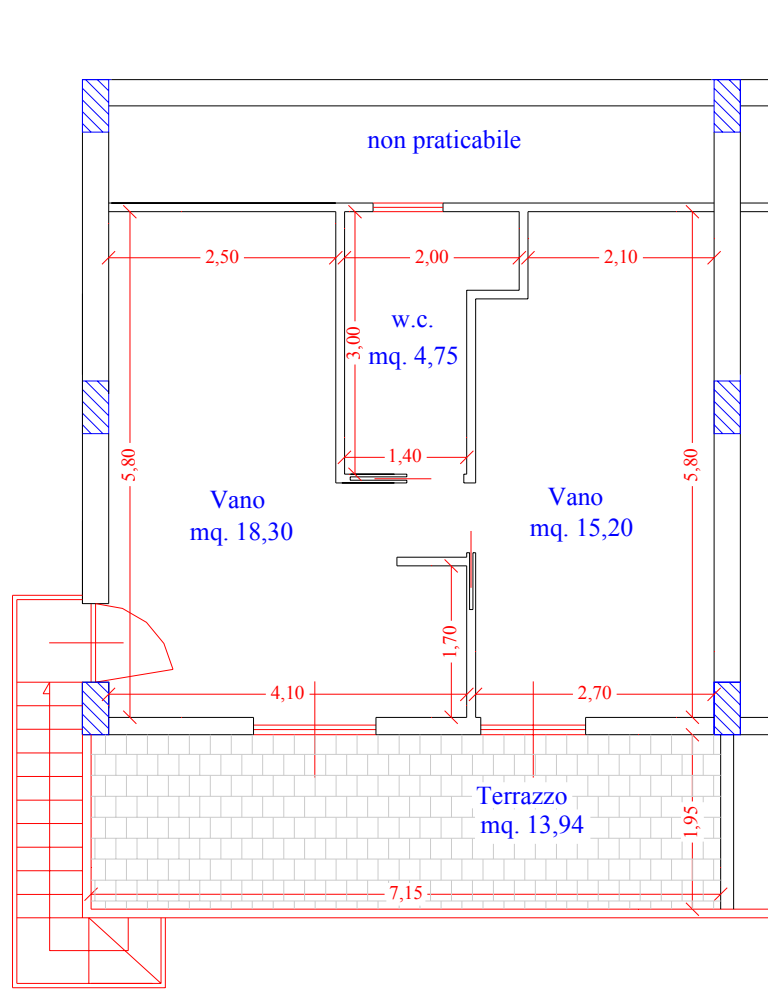 non praticabile
2,50
2,00
2,10
w.c.
mq. 4,75
3,00
1,40
5,80
5,80
Vano
mq. 18,30
Vano
mq. 15,20
1,70
4,10
2,70
Terrazzo
mq. 13,94
1,95
7,15